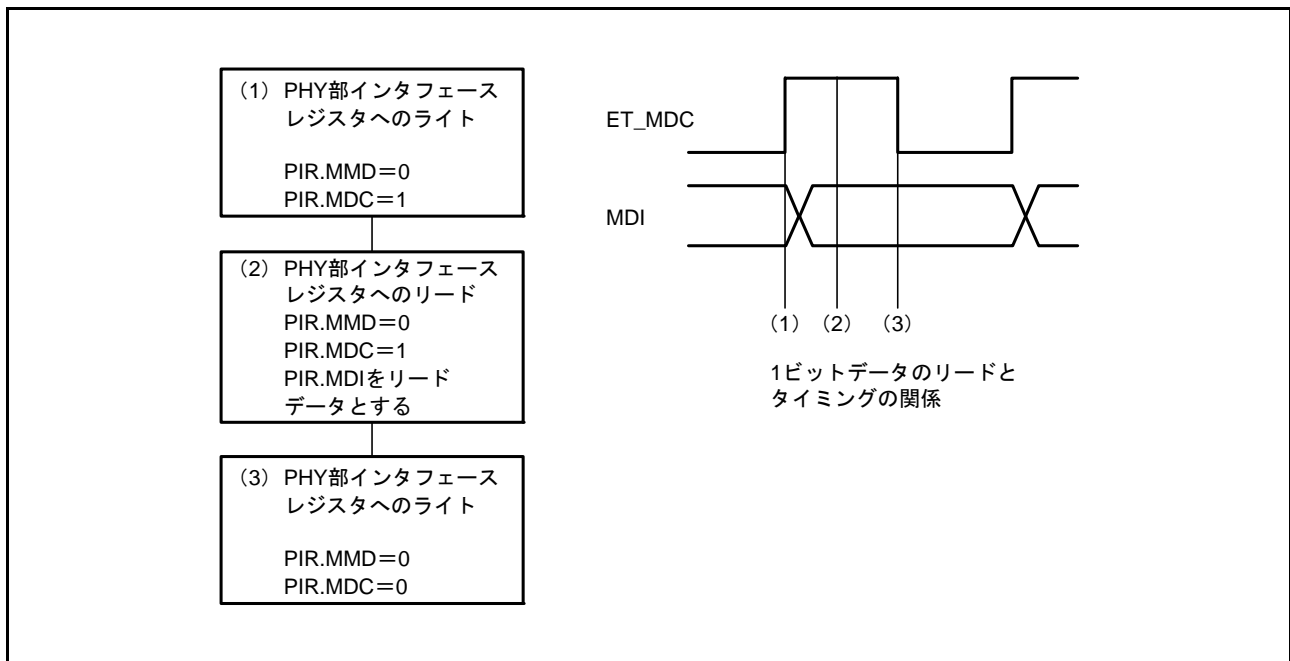 (1) PHY部インタフェース
レジスタへのライト
PIR.MMD＝0
PIR.MDC＝1
(2) PHY部インタフェース
レジスタへのリード
PIR.MMD＝0
PIR.MDC＝1
PIR.MDIをリード
データとする
(3) PHY部インタフェース
レジスタへのライト
PIR.MMD＝0
PIR.MDC＝0
ET_MDC
MDI
(1) (2) (3)
1ビットデータのリードと
タイミングの関係